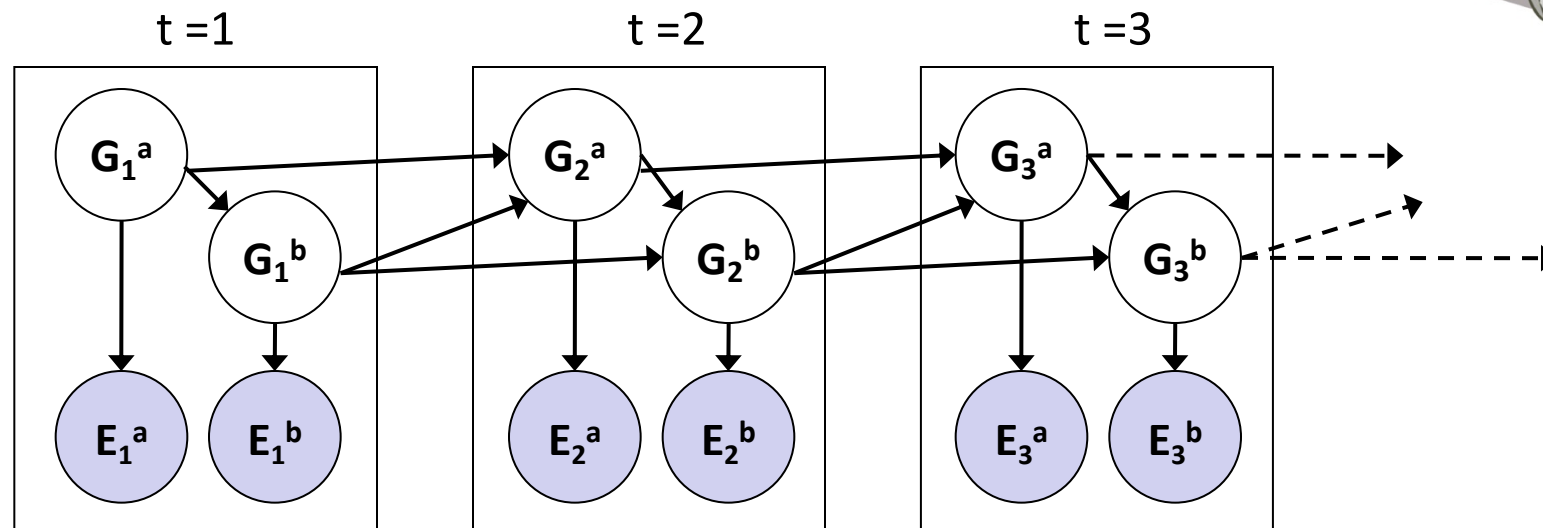 t =1 t =2 t =3
G₁ᵃ G₂ᵃ G₃ᵃ
G₁ᵇ G₂ᵇ G₃ᵇ
E₁ᵃ E₁ᵇ E₂ᵃ E₂ᵇ E₃ᵃ E₃ᵇ